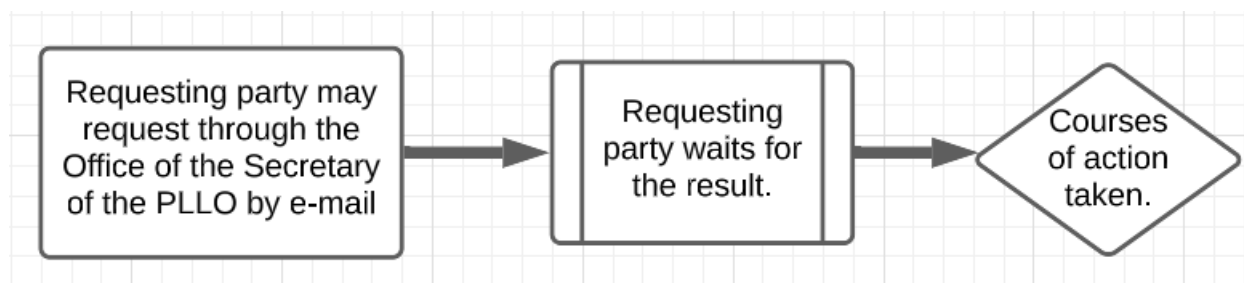 Requesting party may
request through the
Office of the Secretary
of the PLLO by e-mail
Requesting
party waits for
the result.
Courses
of action
taken.